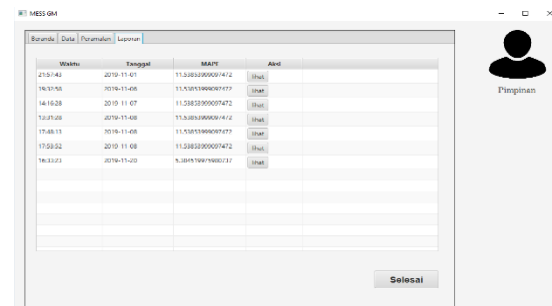 MESS GM
Beranda Data Peramalan Laporan
Waktu Tanggal MAPE Aksi
21:57:43 2019-11-01 11.53853999097472 lihat
19:32:58 2019-11-06 11.53853999097472 lihat
14:16:28 2019-11-07 11.53853999097472 lihat
13:31:28 2019-11-08 11.53853999097472 lihat
17:48:13 2019-11-08 11.53853999097472 lihat
17:53:52 2019-11-08 11.53853999097472 lihat
16:33:23 2019-11-20 lihat
Pimpinan
Selesai